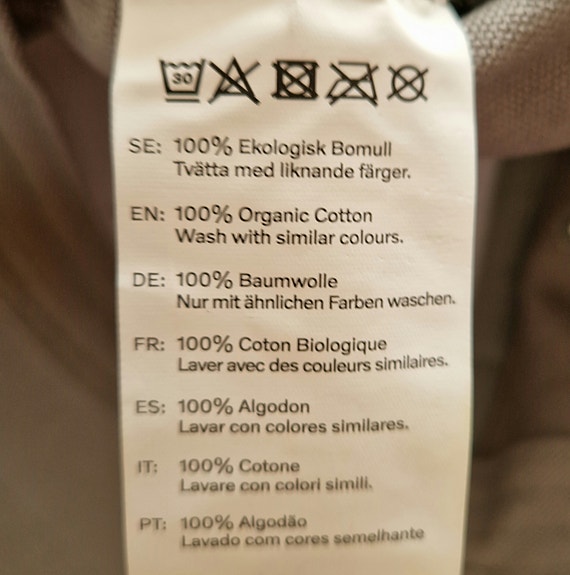 30
SE: 100% Ekologisk Bomull
Tvätta med liknande färger.
EN: 100% Organic Cotton
Wash with similar colours.
DE: 100% Baumwolle
Nur mit ähnlichen Farben waschen.
FR: 100% Coton Biologique
Laver avec des couleurs similaires.
ES: 100% Algodon
Lavar con colores similares.
IT: 100% Cotone
Lavare con colori simili.
PT: 100% Algodão
Lavado com cores semelhante